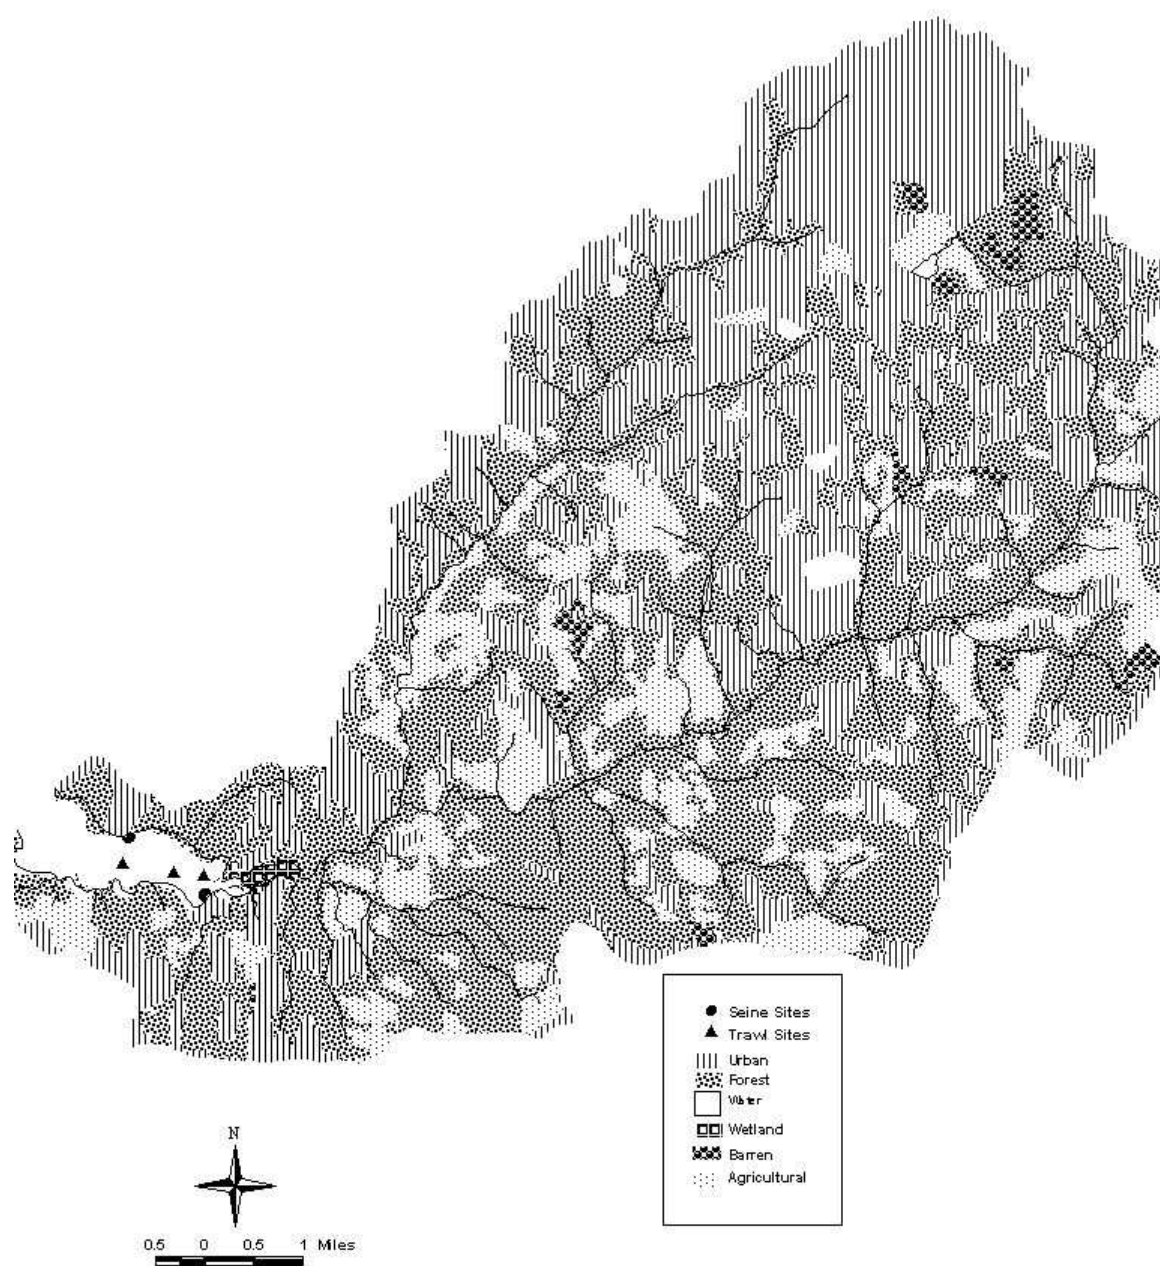 Seine Sites
Trawl Sites
Urban
Forest
Water
Wetland
Barren
Agricultural
N
0.5 0 0.5 1 Miles